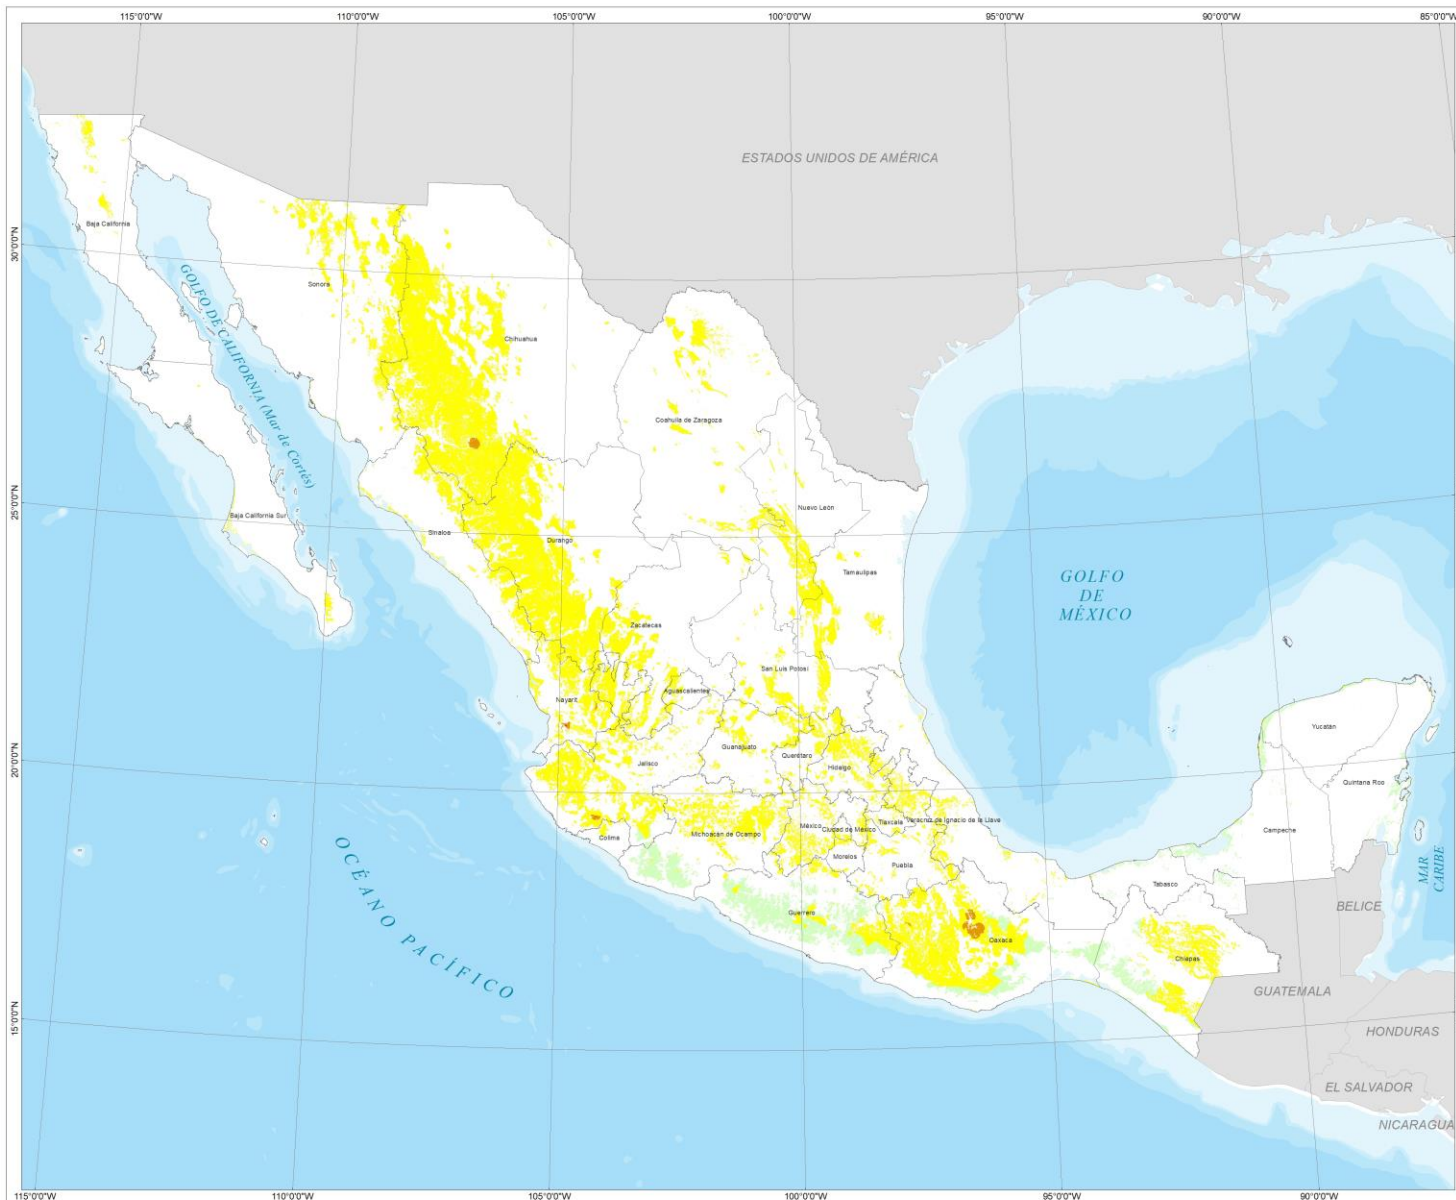 115°0'0"W 110°0'0"W 105°0'0"W 100°0'0"W 95°0'0"W 90°0'0"W 85°0'0"W
ESTADOS UNIDOS DE AMÉRICA
Baja California
30°0'0"N
GOLFO DE CALIFORNIA (Mar de Cortés)
Sonora
Chihuahua
Coahuila de Zaragoza
25°0'0"N
Nuevo León
Baja California Sur
Sinaloa
Durango
Tamaulipas
GOLFO
DE
MÉXICO
Zacatecas
San Luis Potosí
Aguascalientes
Nayarit
Yucatán
Guanajuato
Querétaro
20°0'0"N
Jalisco
Hidalgo
Quintana Roo
México
Tlaxcala
Veracruz de Ignacio de la Llave
Ciudad de México
Michoacán de Ocampo
Colima
Campeche
Morelos
Puebla
MAR
CARIBE
Tabasco
OCÉANO PACÍFICO
BELICE
Guerrero
Oaxaca
Chiapas
GUATEMALA
15°0'0"N
HONDURAS
EL SALVADOR
NICARAGUA
115°0'0"W 110°0'0"W 105°0'0"W 100°0'0"W 95°0'0"W 90°0'0"W